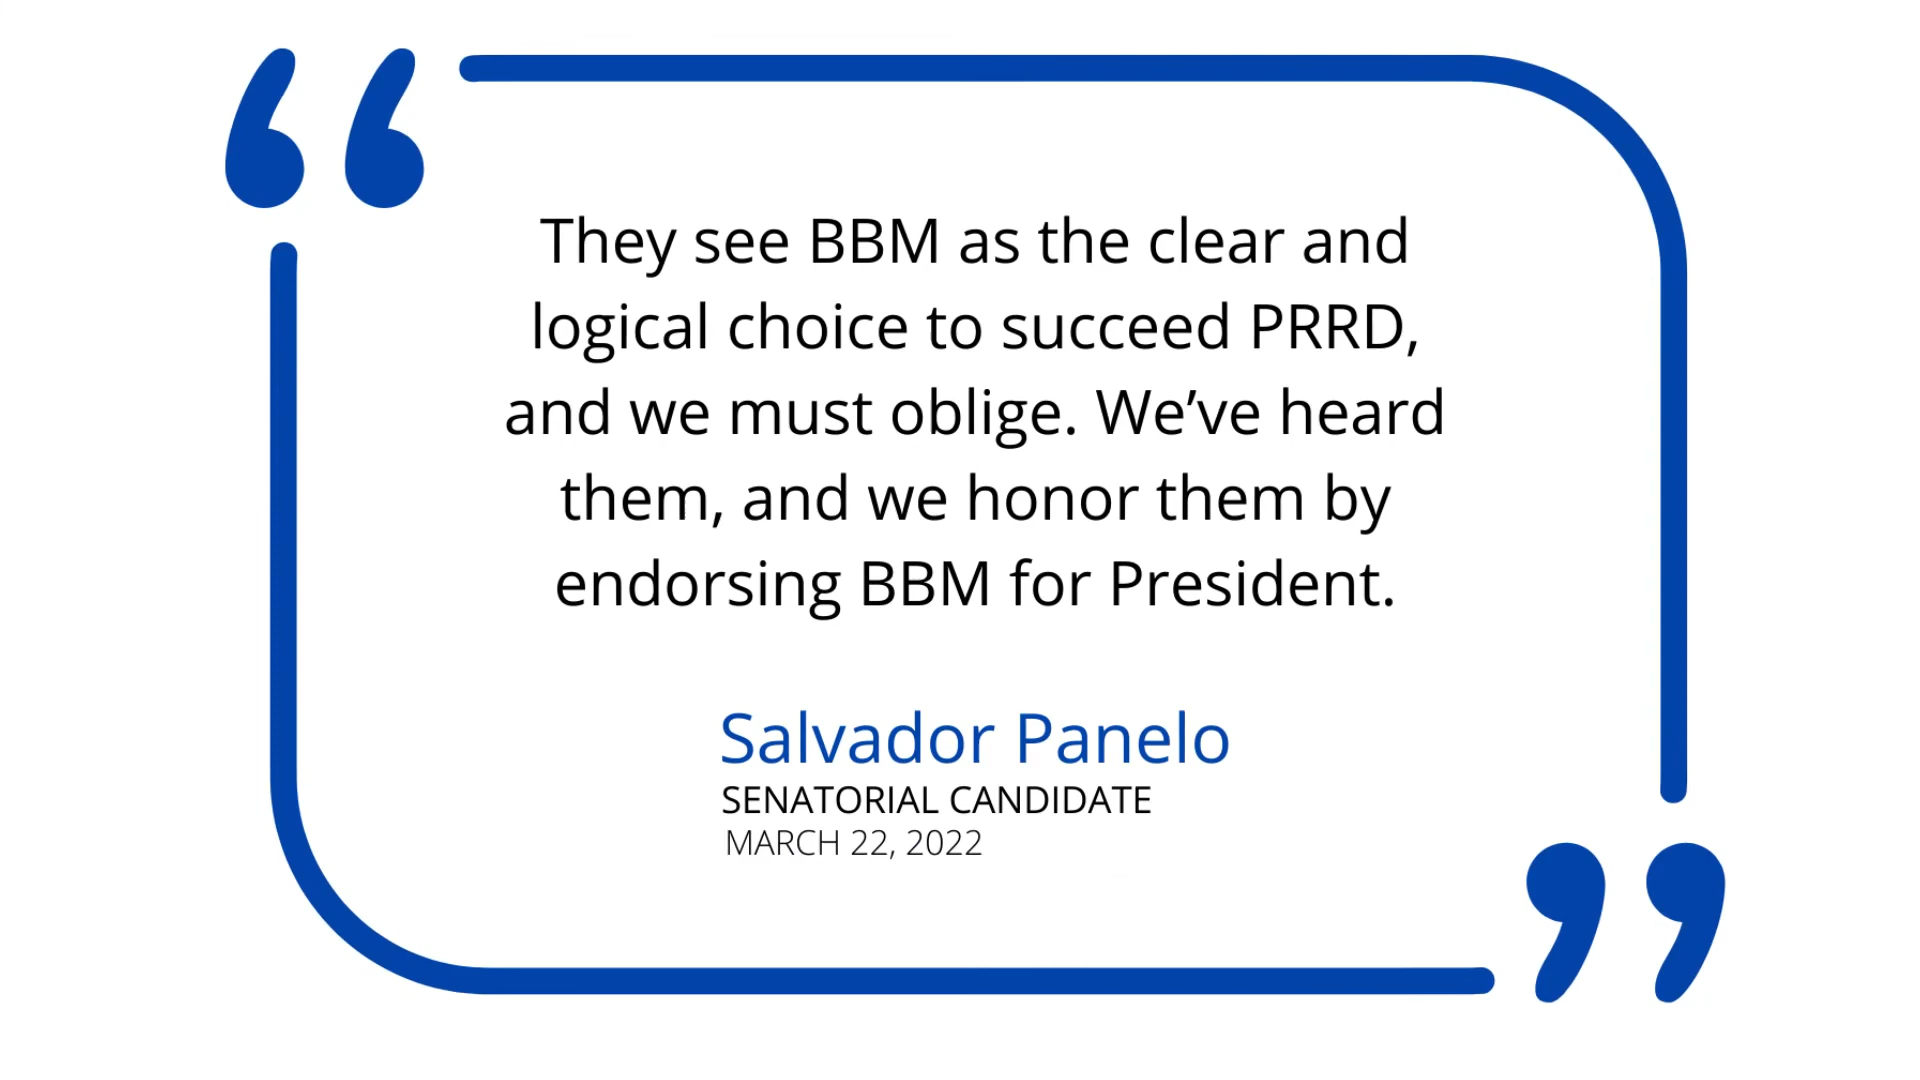 They see BBM as the clear and
logical choice to succeed PRRD,
and we must oblige. We’ve heard
them, and we honor them by
endorsing BBM for President.
Salvador Panelo
SENATORIAL CANDIDATE
MARCH 22, 2022